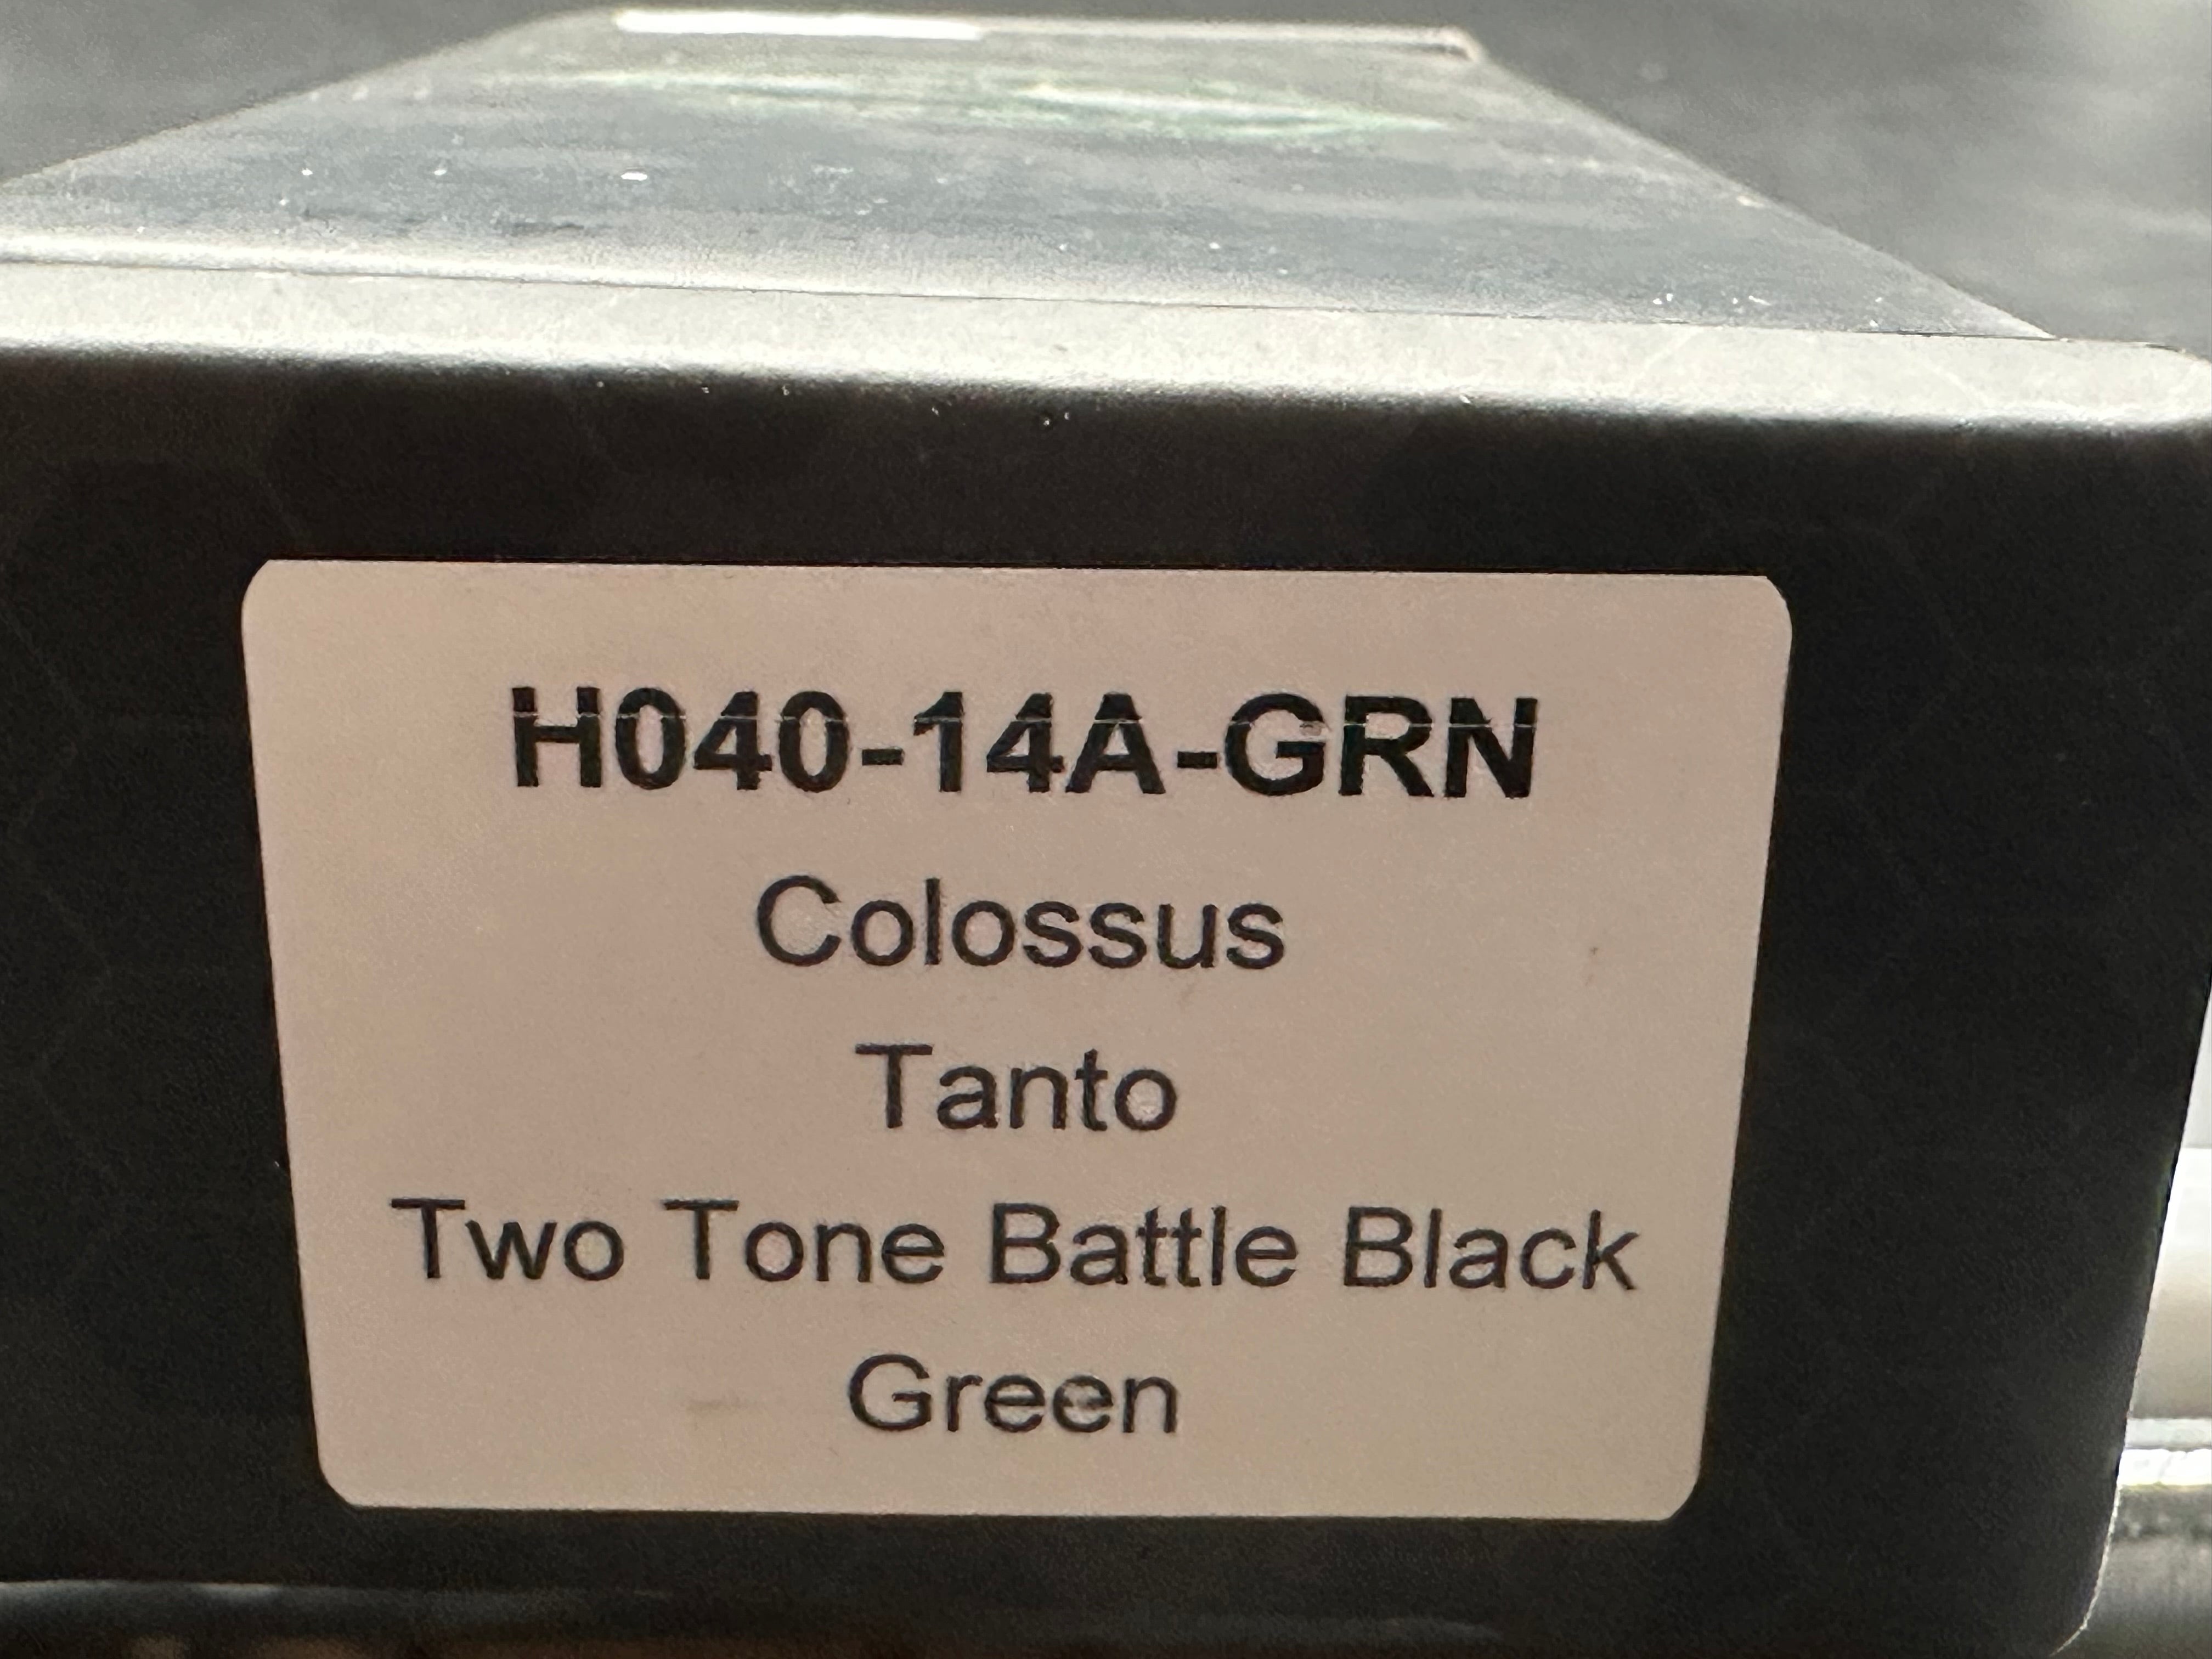 H040-14A-GRN
Colossus
Tanto
Two Tone Battle Black
Green